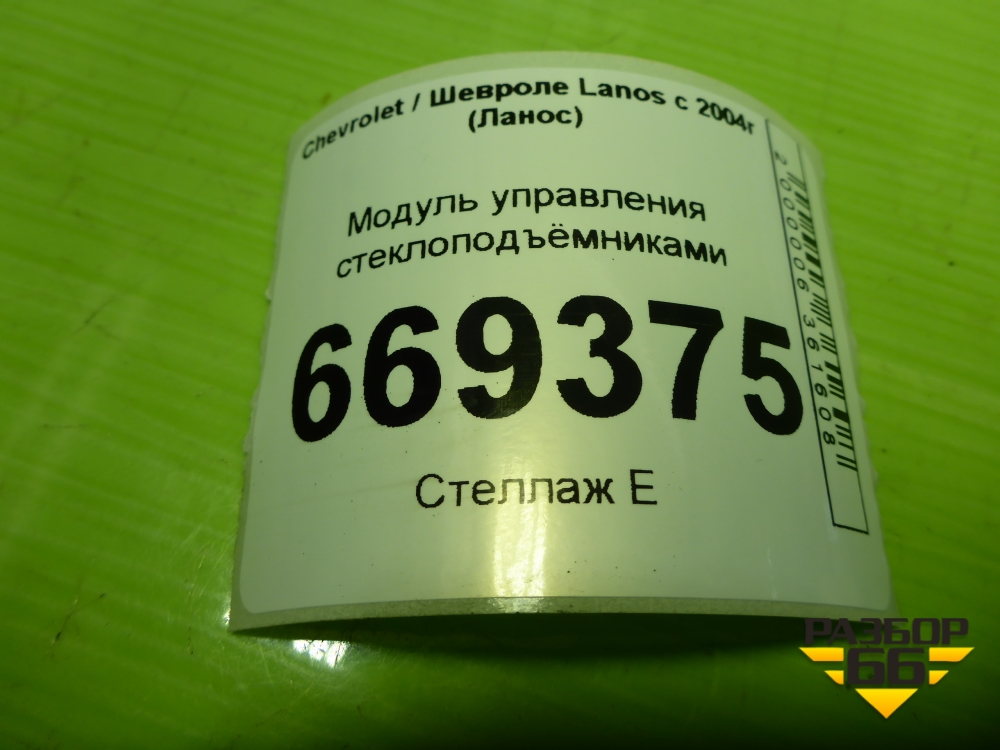 Chevrolet / Шевроле Lanos с 2004г
(Ланос)
Модуль управления
стеклоподъёмниками
669375
Стеллаж Е
2000006361608
РАЗБОР
66